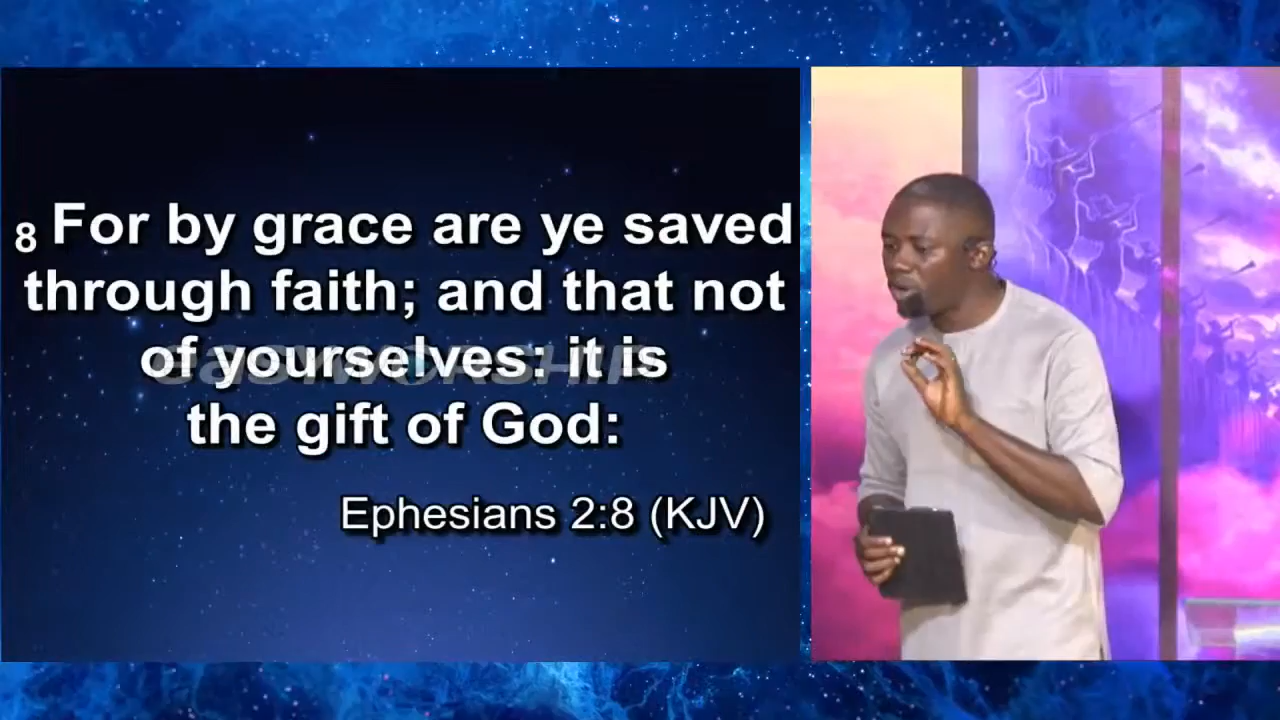 8 For by grace are ye saved
through faith; and that not
of yourselves: it is
the gift of God:
EASYWORSHIP
Ephesians 2:8 (KJV)